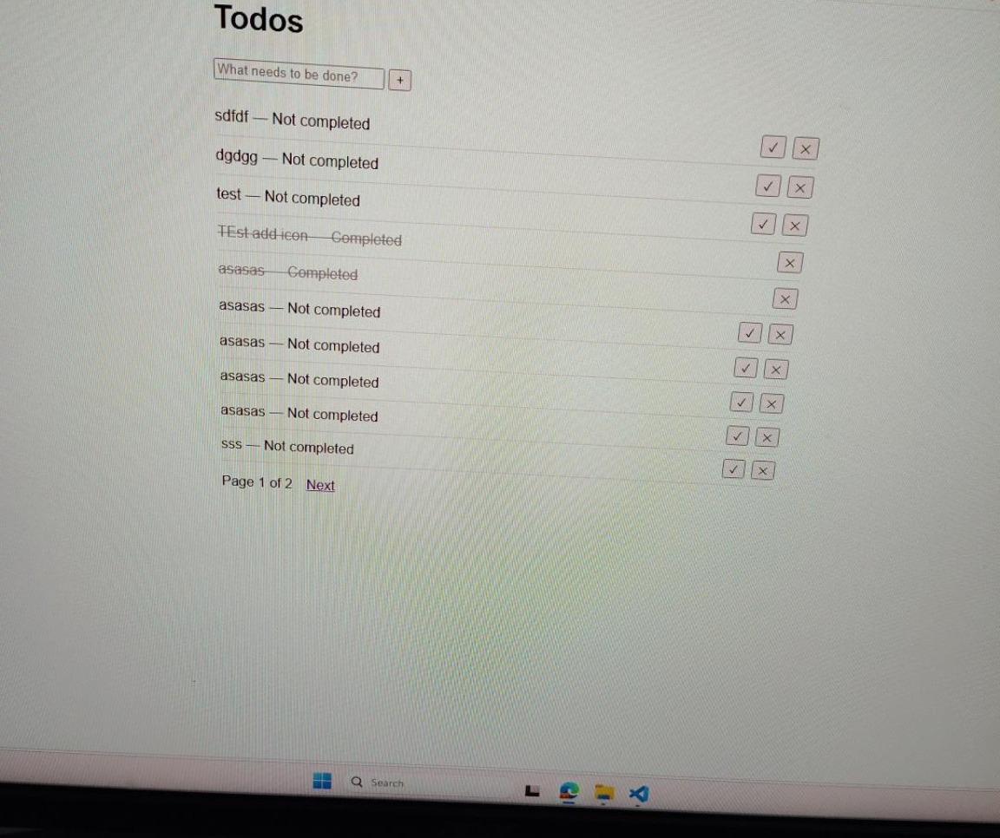 Todos
What needs to be done? +
sdfdf — Not completed ✓ ✕
dgdgg — Not completed ✓ ✕
test — Not completed ✓ ✕
TEst add icon — Completed ✕
asasas — Completed ✕
asasas — Not completed ✓ ✕
asasas — Not completed ✓ ✕
asasas — Not completed ✓ ✕
asasas — Not completed ✓ ✕
sss — Not completed ✓ ✕
Page 1 of 2 Next
Search